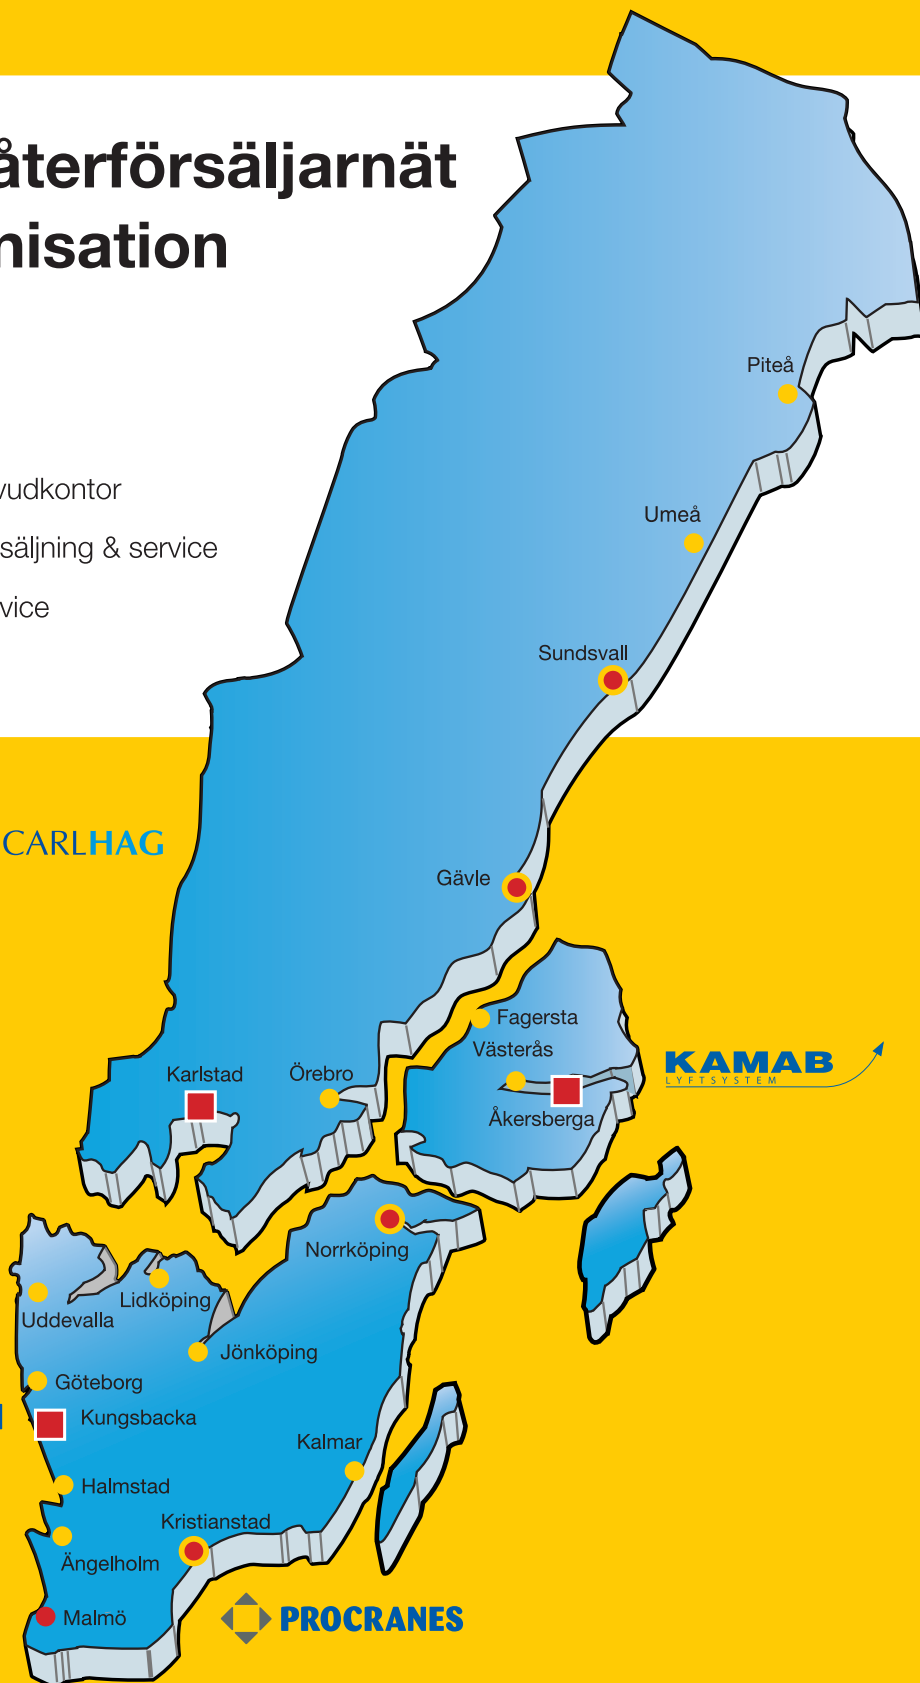 återförsäljarnät
nisation
vudkontor
säljning & service
vice
Piteå
Umeå
Sundsvall
CARLHAG
Gävle
Fagersta
Västerås
KAMAB
LYFTSYSTEM
Karlstad
Örebro
Åkersberga
Norrköping
Lidköping
Uddevalla
Jönköping
Göteborg
Kungsbacka
Kalmar
Halmstad
Kristianstad
Ängelholm
Malmö
PROCRANES